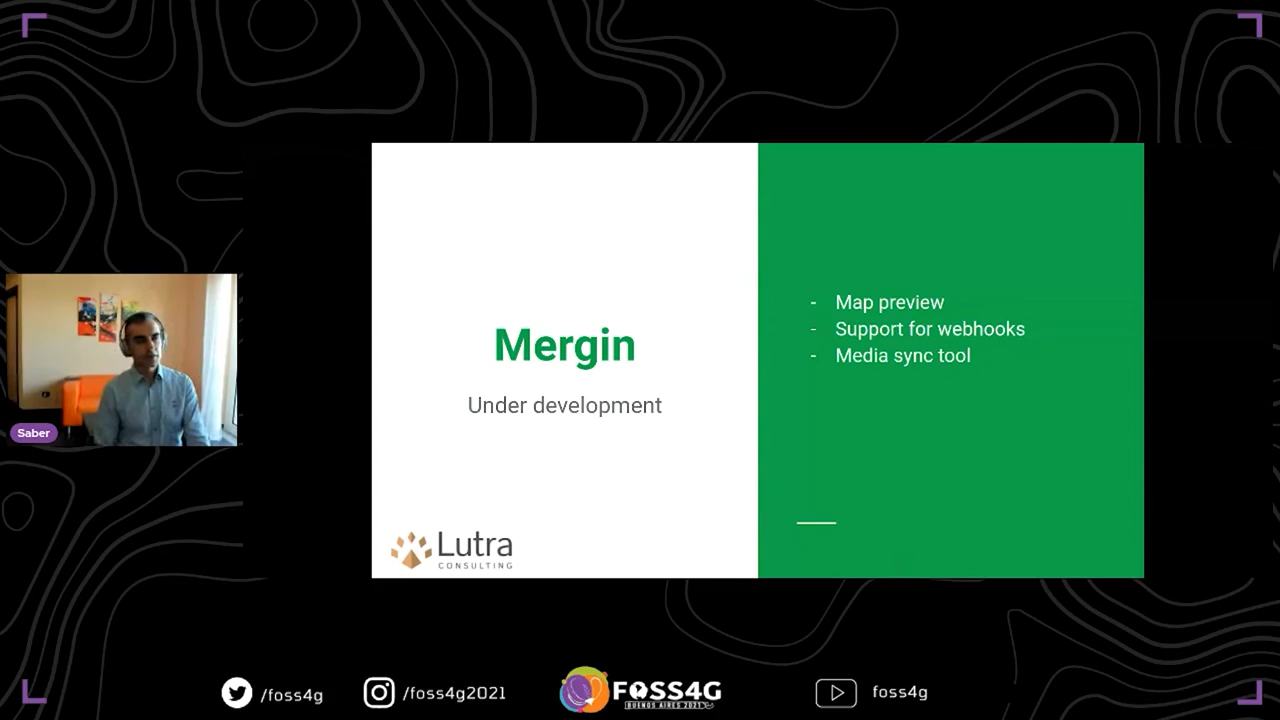 Mergin
Under development
Lutra
CONSULTING
- Map preview
- Support for webhooks
- Media sync tool
Saber
/foss4g
/foss4g2021
FOSS4G
BUENOS AIRES 2021
foss4g